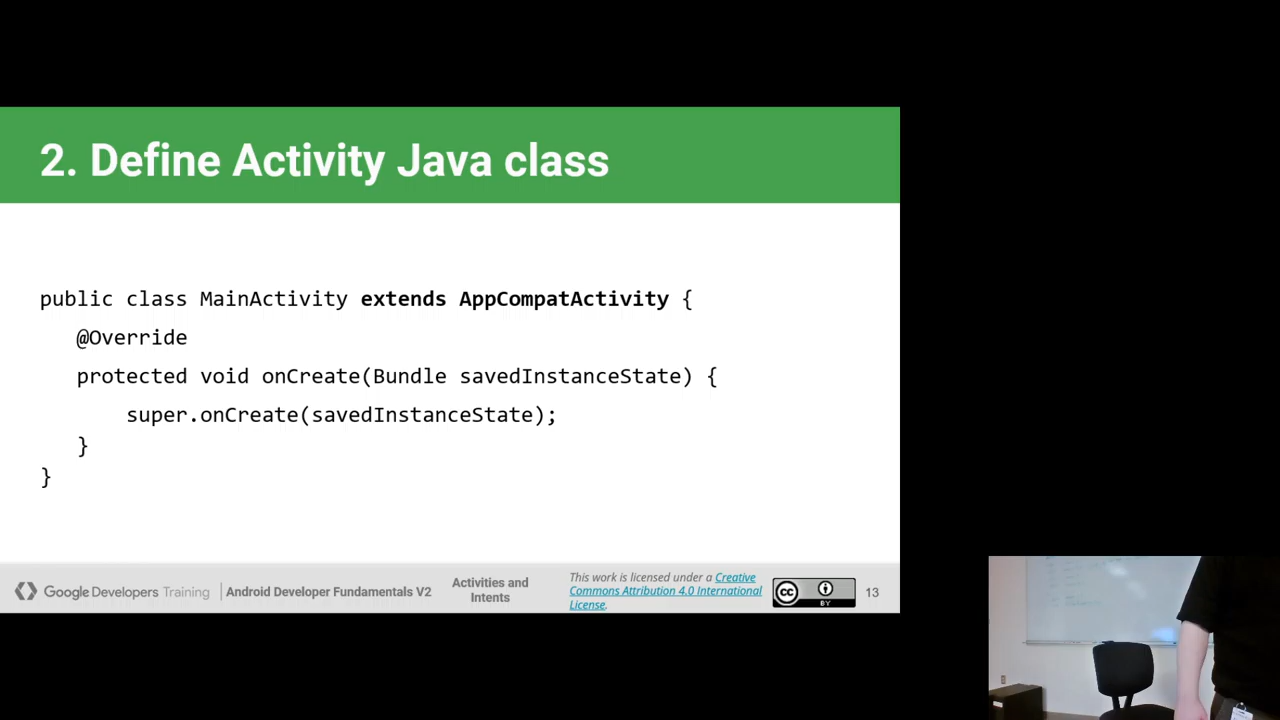 2. Define Activity Java class
public class MainActivity extends AppCompatActivity {
@Override
protected void onCreate(Bundle savedInstanceState) {
super.onCreate(savedInstanceState);
}
}
Google Developers Training
Android Developer Fundamentals V2
Activities and
Intents
This work is licensed under a Creative
Commons Attribution 4.0 International
License.
cc
BY
13